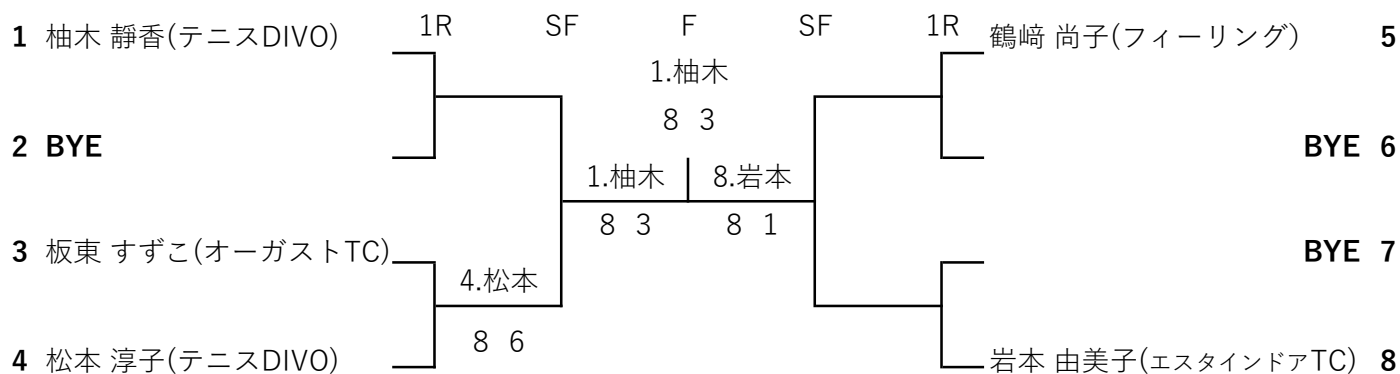 1R SF F SF 1R
1 柚木 靜香(テニスDIVO)
鶴﨑 尚子(フィーリング) 5
1.柚木
8 3
2 BYE
BYE 6
1.柚木 8.岩本
8 3 8 1
3 板東 すずこ(オーガストTC)
BYE 7
4.松本
8 6
4 松本 淳子(テニスDIVO)
岩本 由美子(エスタインドアTC) 8